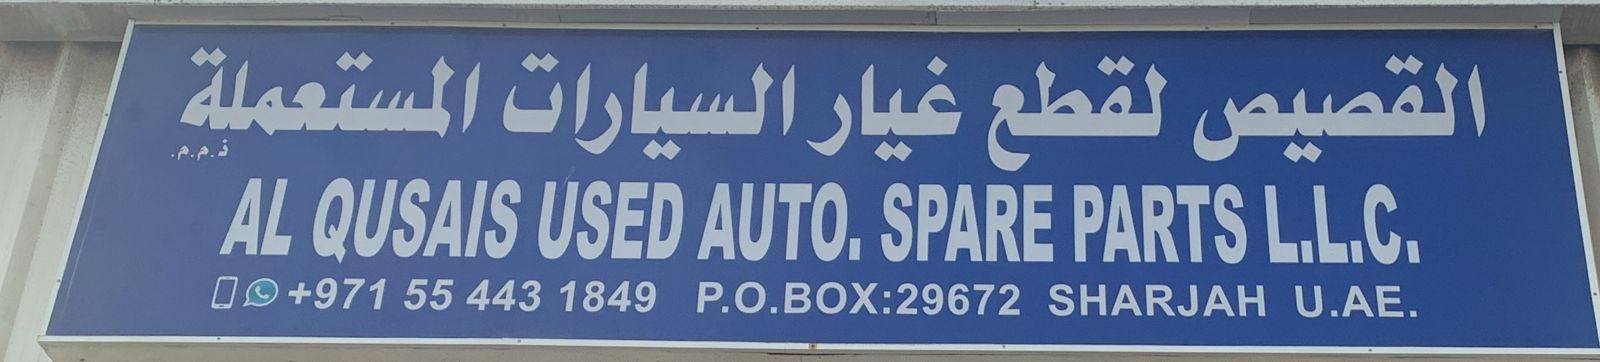 القصيص لقطع غيار السيارات المستعملة
ذ.م.م.
AL QUSAIS USED AUTO. SPARE PARTS L.L.C.
+971 55 443 1849 P.O.BOX:29672 SHARJAH U.AE.